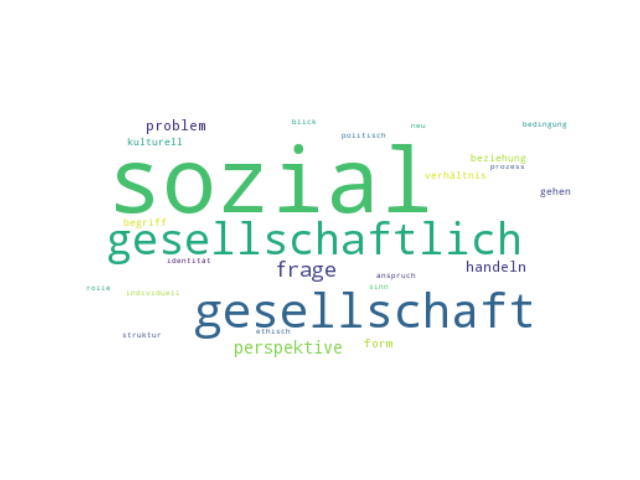 blick
neu
bedingung
problem
politisch
kulturell
sozial
beziehung
prozess
verhältnis
gehen
begriff
gesellschaftlich
identität
frage
handeln
anspruch
rolle
individuell
sinn
gesellschaft
struktur
ethisch
perspektive
form